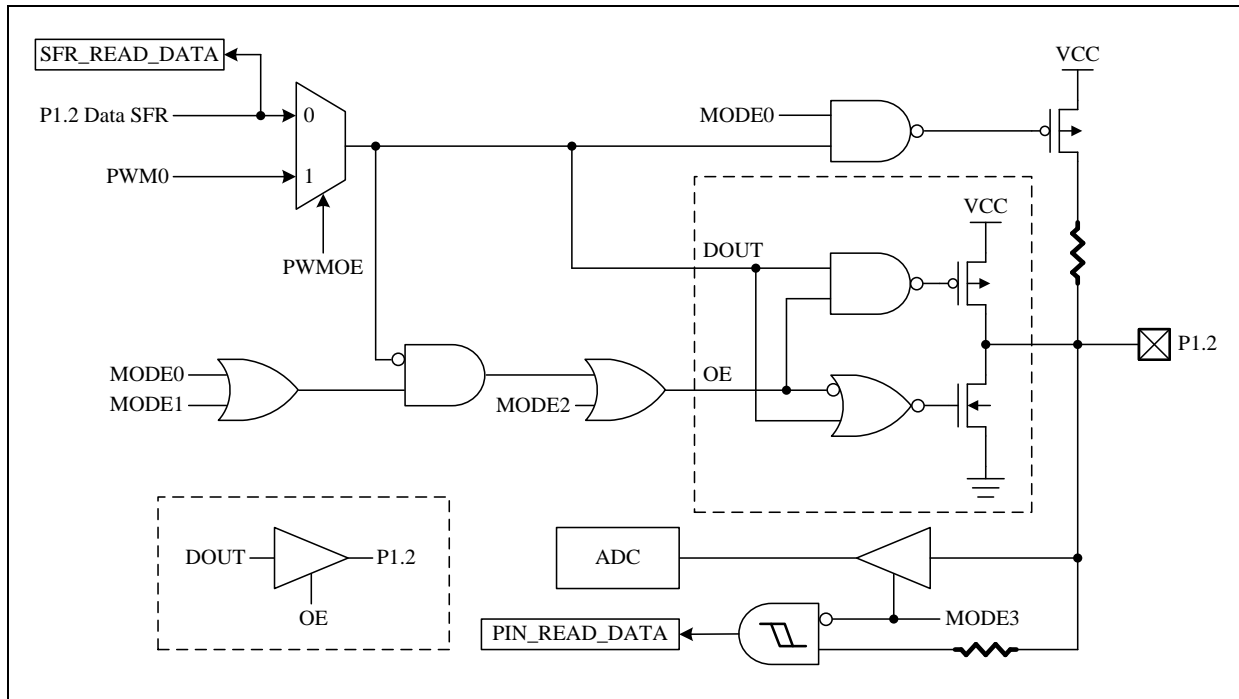 SFR_READ_DATA
VCC
P1.2 Data SFR
0
MODE0
PWM0
1
VCC
PWMOE
DOUT
P1.2
MODE0
MODE1
OE
MODE2
DOUT
P1.2
OE
ADC
MODE3
PIN_READ_DATA